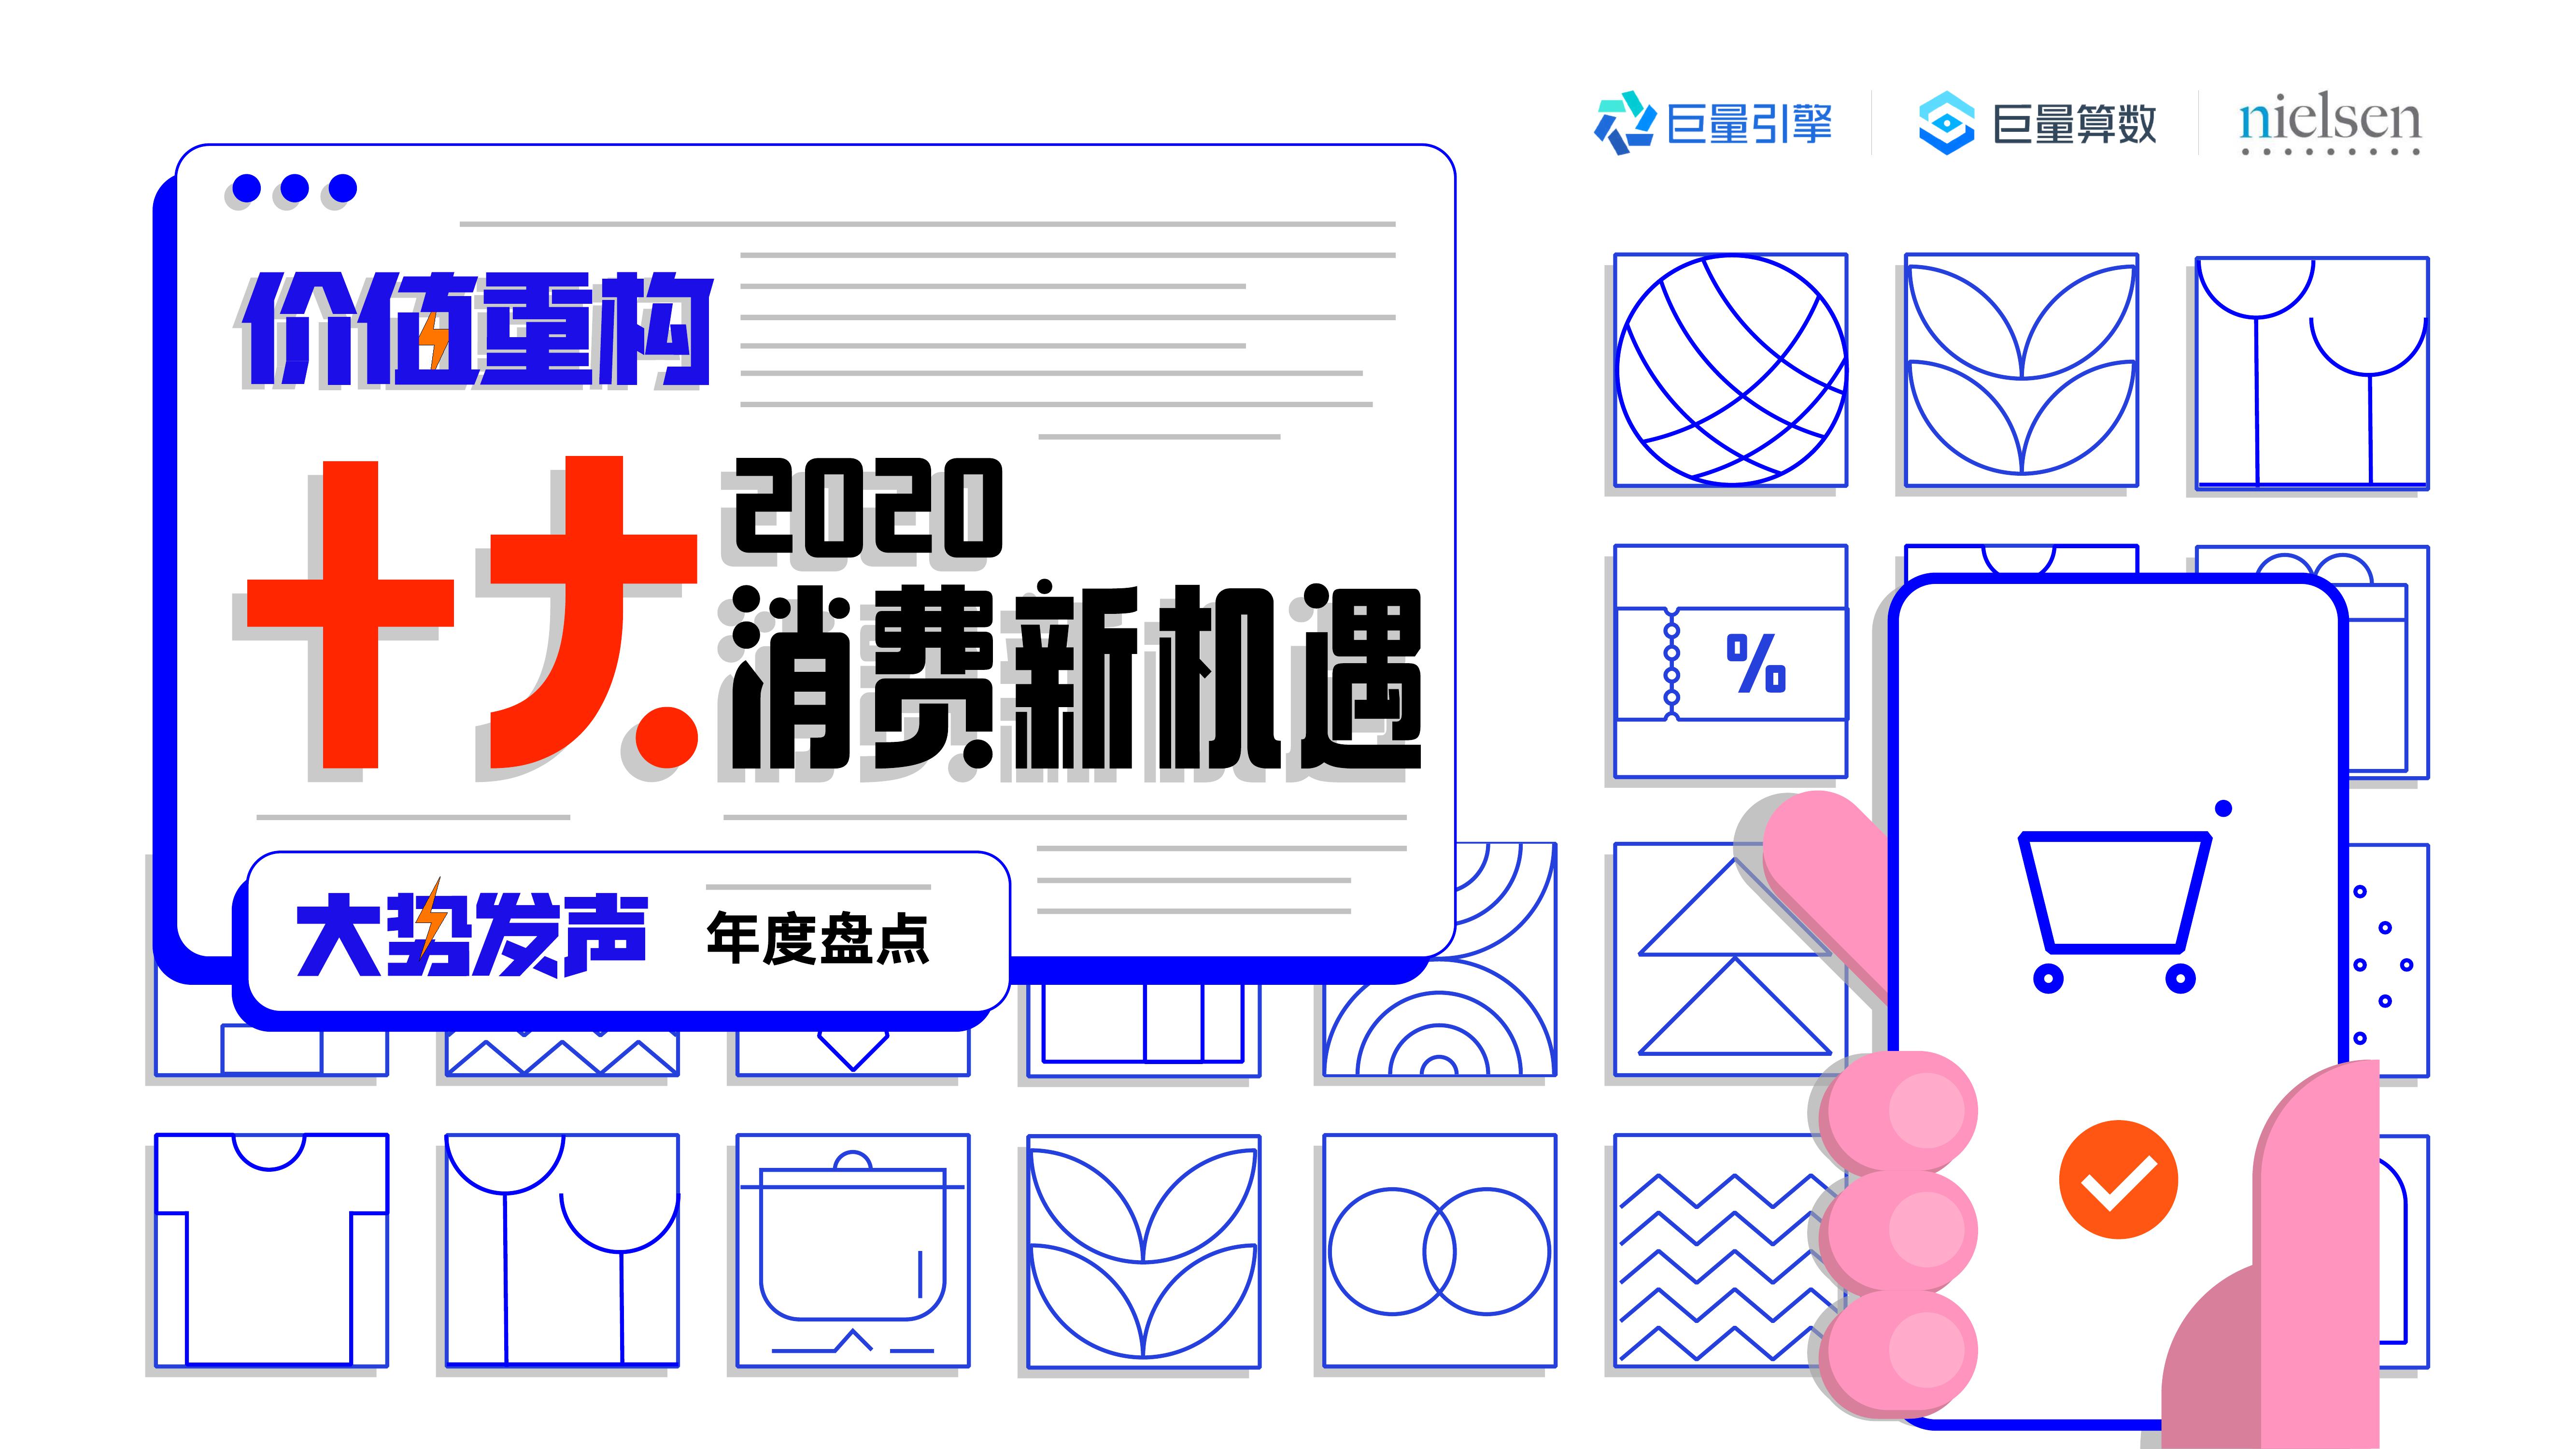 巨量引擎 巨量算数 nielsen
价值重构
十大
2020
消费新机遇
%
大势发声 年度盘点